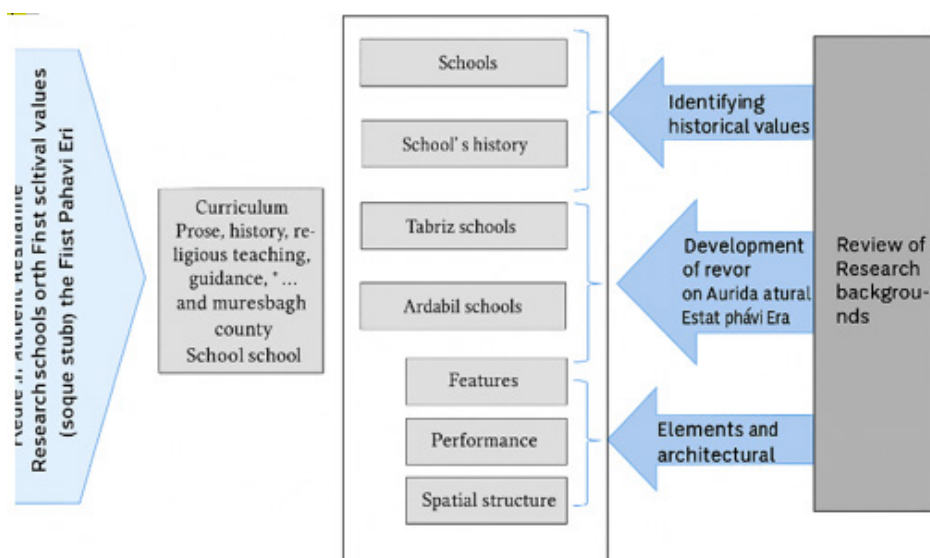 Research schools orth Fhst scltival values
(soque stubn) the Fiist Pahavi Eri
Curriculum
Prose, history, re-
ligious teaching,
guidance, * ...
and muresbagh
county
School school
Schools
School's history
Tabriz schools
Ardabil schools
Features
Performance
Spatial structure
Identifying
historical values
Development
of revor
on Aurida atural
Estat phávi Era
Elements and
architectural
Review of
Research
backgrou-
nds